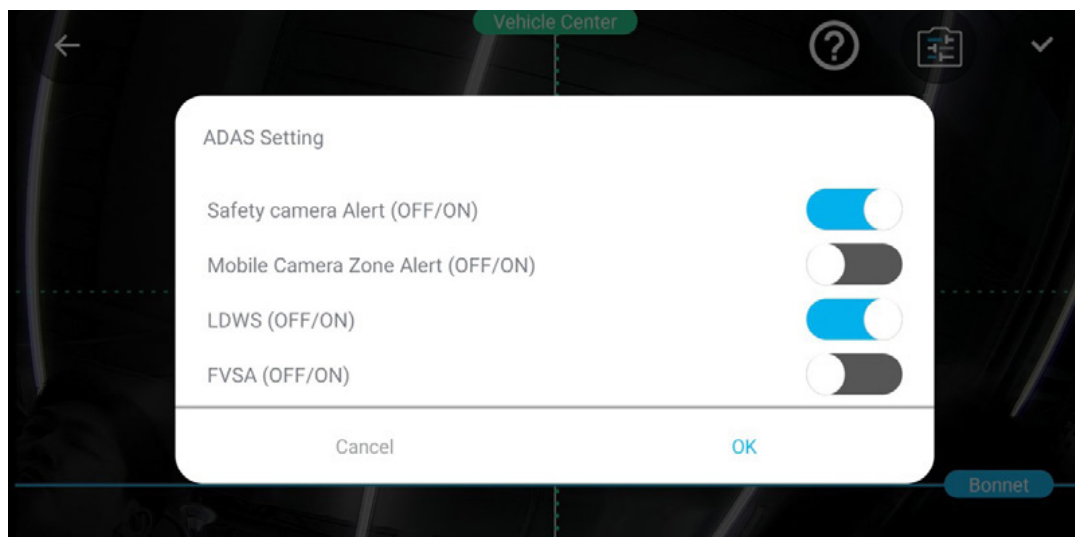 Vehicle Center
ADAS Setting
Safety camera Alert (OFF/ON)
Mobile Camera Zone Alert (OFF/ON)
LDWS (OFF/ON)
FVSA (OFF/ON)
Cancel
OK
Bonnet